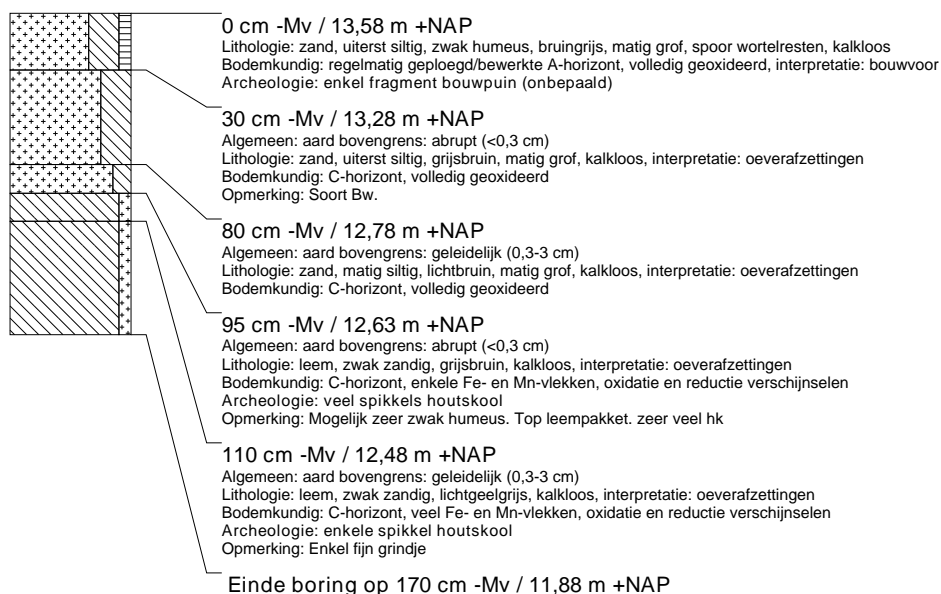 0 cm -Mv / 13,58 m +NAP
Lithologie: zand, uiterst siltig, zwak humeus, bruingrijs, matig grof, spoor wortelresten, kalkloos
Bodemkundig: regelmatig geploegd/bewerkte A-horizont, volledig geoxideerd, interpretatie: bouwvoor
Archeologie: enkel fragment bouwpuin (onbepaald)
30 cm -Mv / 13,28 m +NAP
Algemeen: aard bovengrens: abrupt (<0,3 cm)
Lithologie: zand, uiterst siltig, grijsbruin, matig grof, kalkloos, interpretatie: oeverafzettingen
Bodemkundig: C-horizont, volledig geoxideerd
Opmerking: Soort Bw.
80 cm -Mv / 12,78 m +NAP
Algemeen: aard bovengrens: geleidelijk (0,3-3 cm)
Lithologie: zand, matig siltig, lichtbruin, matig grof, kalkloos, interpretatie: oeverafzettingen
Bodemkundig: C-horizont, volledig geoxideerd
95 cm -Mv / 12,63 m +NAP
Algemeen: aard bovengrens: abrupt (<0,3 cm)
Lithologie: leem, zwak zandig, grijsbruin, kalkloos, interpretatie: oeverafzettingen
Bodemkundig: C-horizont, enkele Fe- en Mn-vlekken, oxidatie en reductie verschijnselen
Archeologie: veel spikkels houtskool
Opmerking: Mogelijk zeer zwak humeus. Top leempakket. zeer veel hk
110 cm -Mv / 12,48 m +NAP
Algemeen: aard bovengrens: geleidelijk (0,3-3 cm)
Lithologie: leem, zwak zandig, lichtgeelgrijs, kalkloos, interpretatie: oeverafzettingen
Bodemkundig: C-horizont, veel Fe- en Mn-vlekken, oxidatie en reductie verschijnselen
Archeologie: enkele spikkel houtskool
Opmerking: Enkel fijn grindje
Einde boring op 170 cm -Mv / 11,88 m +NAP